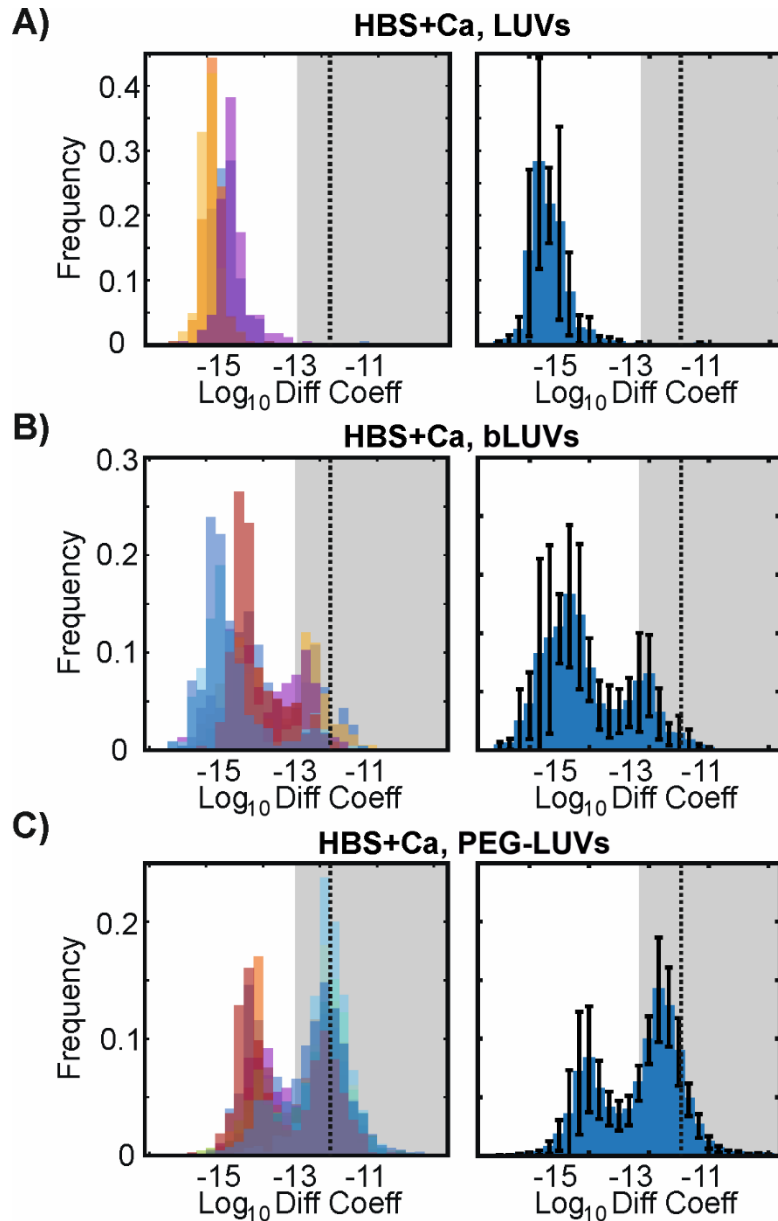 A)
HBS+Ca, LUVs
0.4
0.3
0.2
0.1
0
Frequency
-15 -13 -11
-15 -13 -11
Log10 Diff Coeff
Log10 Diff Coeff
B)
HBS+Ca, bLUVs
0.3
0.2
0.1
0
Frequency
-15 -13 -11
-15 -13 -11
Log10 Diff Coeff
Log10 Diff Coeff
C)
HBS+Ca, PEG-LUVs
0.2
0.1
0
Frequency
-15 -13 -11
-15 -13 -11
Log10 Diff Coeff
Log10 Diff Coeff